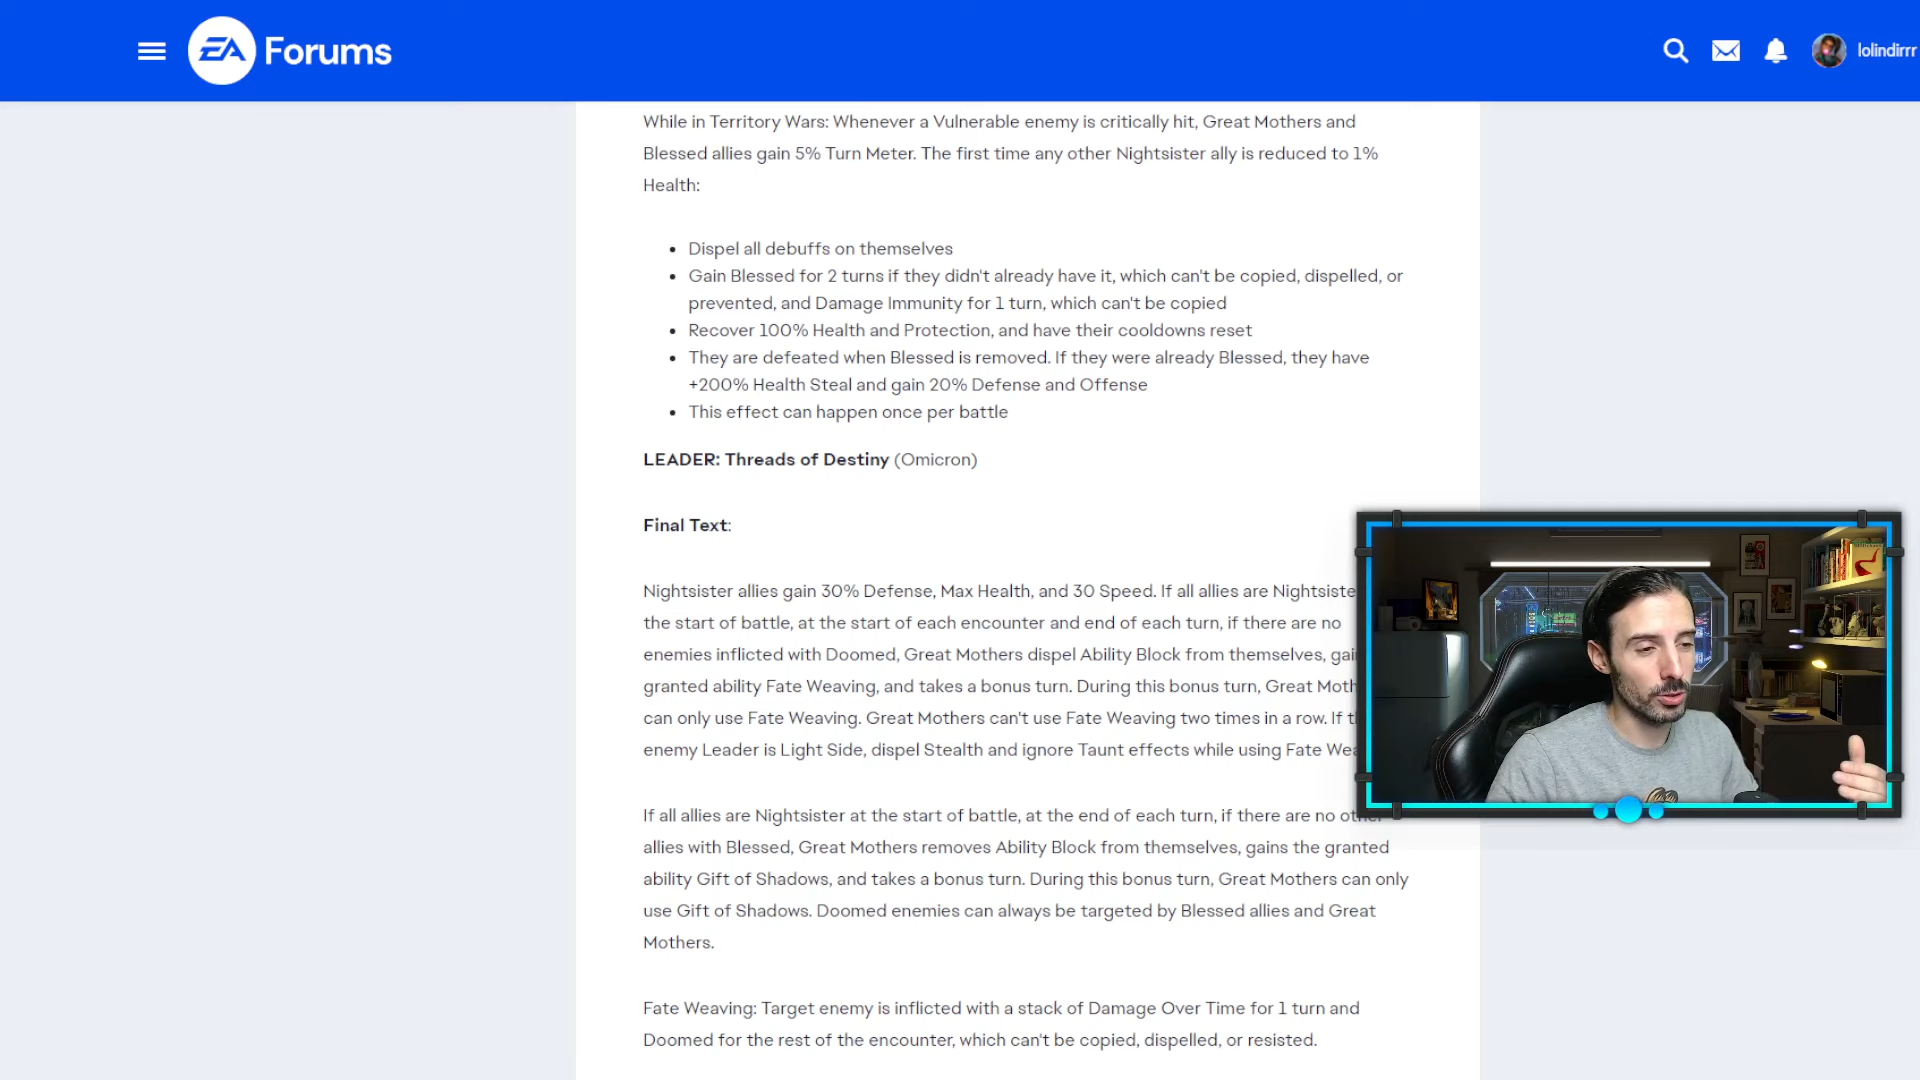 EA Forums
lolindirrr
While in Territory Wars: Whenever a Vulnerable enemy is critically hit, Great Mothers and
Blessed allies gain 5% Turn Meter. The first time any other Nightsister ally is reduced to 1%
Health:
• Dispel all debuffs on themselves
• Gain Blessed for 2 turns if they didn't already have it, which can't be copied, dispelled, or
prevented, and Damage Immunity for 1 turn, which can't be copied
• Recover 100% Health and Protection, and have their cooldowns reset
• They are defeated when Blessed is removed. If they were already Blessed, they have
+200% Health Steal and gain 20% Defense and Offense
• This effect can happen once per battle
LEADER: Threads of Destiny (Omicron)
Final Text:
Nightsister allies gain 30% Defense, Max Health, and 30 Speed. If all allies are
the start of battle, at the start of each encounter and end of each turn, if there are no
enemies inflicted with Doomed, Great Mothers dispel Ability Block from themselves,
granted ability Fate Weaving, and takes a bonus turn. During this bonus turn, Great
can only use Fate Weaving. Great Mothers can't use Fate Weaving two times in a row. If
enemy Leader is Light Side, dispel Stealth and ignore Taunt effects while using Fate
If all allies are Nightsister at the start of battle, at the end of each turn, if there are no other
allies with Blessed, Great Mothers removes Ability Block from themselves, gains the granted
ability Gift of Shadows, and takes a bonus turn. During this bonus turn, Great Mothers can only
use Gift of Shadows. Doomed enemies can always be targeted by Blessed allies and Great
Mothers.
Fate Weaving: Target enemy is inflicted with a stack of Damage Over Time for 1 turn and
Doomed for the rest of the encounter, which can't be copied, dispelled, or resisted.